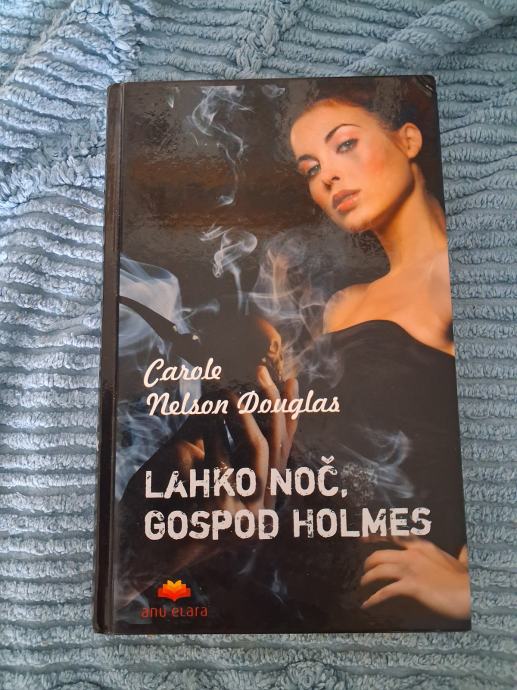 Carole
Nelson Douglas
LAHKO NOČ,
GOSPOD HOLMES
anu elara